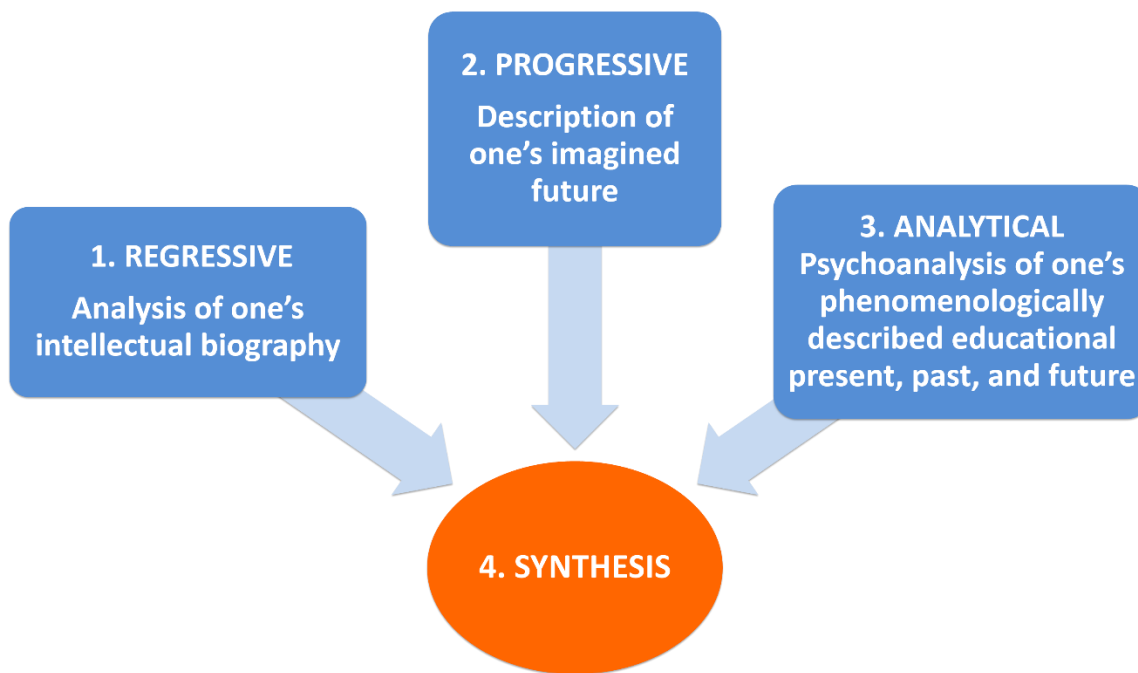 1. REGRESSIVE
Analysis of one’s
intellectual biography
2. PROGRESSIVE
Description of
one’s imagined
future
3. ANALYTICAL
Psychoanalysis of one’s
phenomenologically
described educational
present, past, and future
4. SYNTHESIS